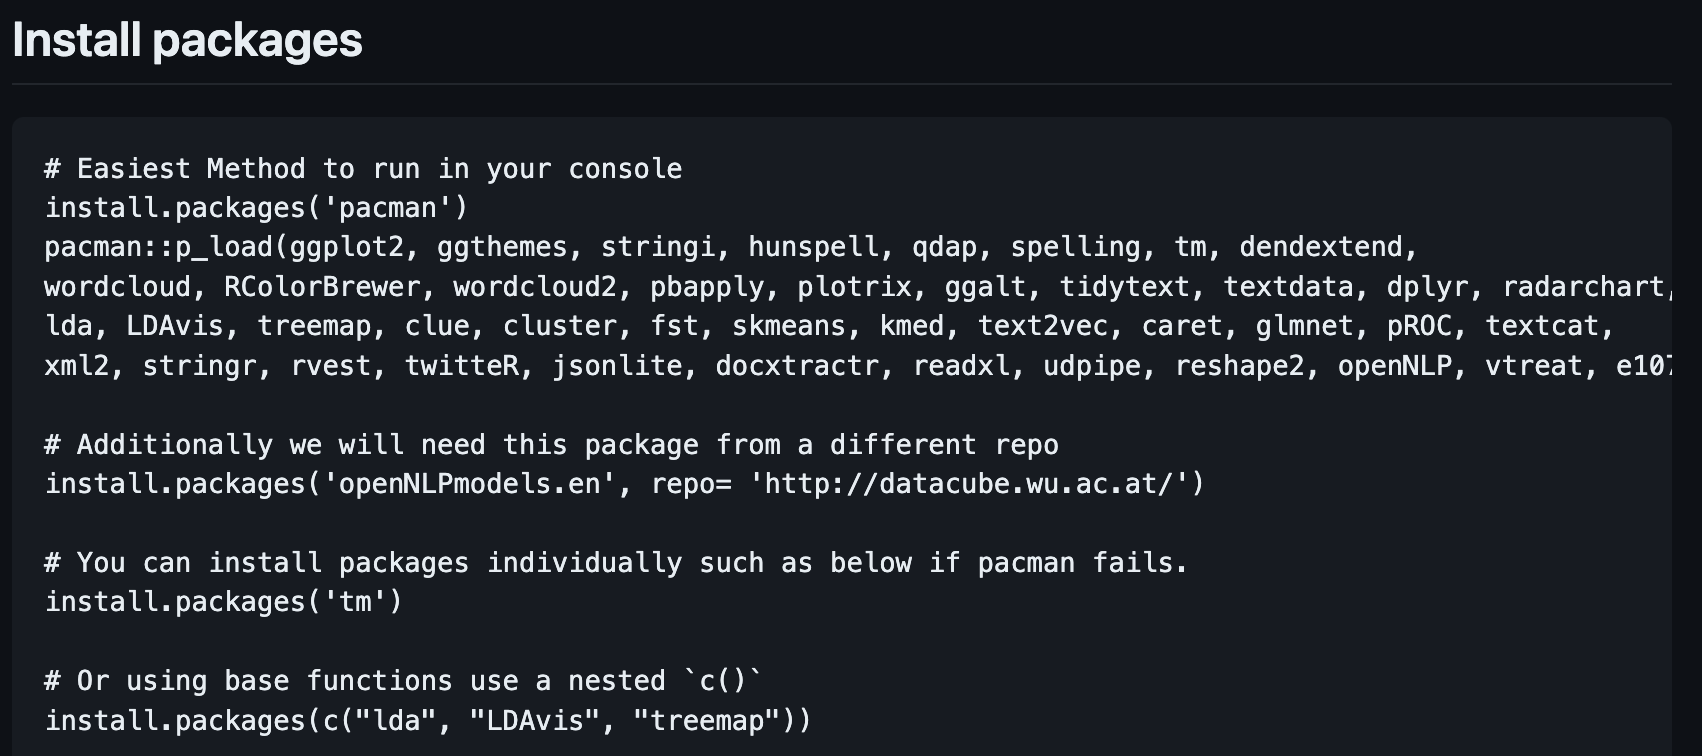 Install packages
# Easiest Method to run in your console
install.packages('pacman')
pacman::p_load(ggplot2, ggthemes, stringi, hunspell, qdap, spelling, tm, dendextend,
wordcloud, RColorBrewer, wordcloud2, pbapply, plotrix, ggalt, tidytext, textdata, dplyr, radarchart,
lda, LDAvis, treemap, clue, cluster, fst, skmeans, kmed, text2vec, caret, glmnet, pROC, textcat,
xml2, stringr, rvest, twitteR, jsonlite, docxtractr, readxl, udpipe, reshape2, openNLP, vtreat,
# Additionally we will need this package from a different repo
install.packages('openNLPmodels.en', repo= 'http://datacube.wu.ac.at/')
# You can install packages individually such as below if pacman fails.
install.packages('tm')
# Or using base functions use a nested `c()`
install.packages(c("lda", "LDAvis", "treemap"))